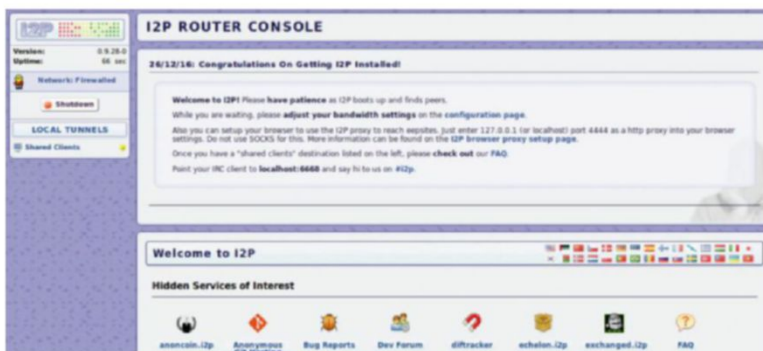 I2P
I2P ROUTER CONSOLE
Version: 0.9.28-0
Uptime: 66 sec
Network: Firewalled
Shutdown
LOCAL TUNNELS
Shared Clients
26/12/16: Congratulations On Getting I2P Installed!
Welcome to I2P! Please have patience as I2P boots up and finds peers.
While you are waiting, please adjust your bandwidth settings on the configuration page.
Also you can setup your browser to use the I2P proxy to reach eepsites. Just enter 127.0.0.1 (or localhost) port 4444 as a http proxy into your browser
settings. Do not use SOCKS for this. More information can be found on the I2P browser proxy setup page.
Once you have a "shared clients" destination listed on the left, please check out our FAQ.
Point your IRC client to localhost:6668 and say hi to us on #i2p.
Welcome to I2P
Hidden Services of Interest
anoncoin.i2p
Anonymous
Bug Reports
Dev Forum
diftracker
echelon.i2p
exchanged.i2p
FAQ